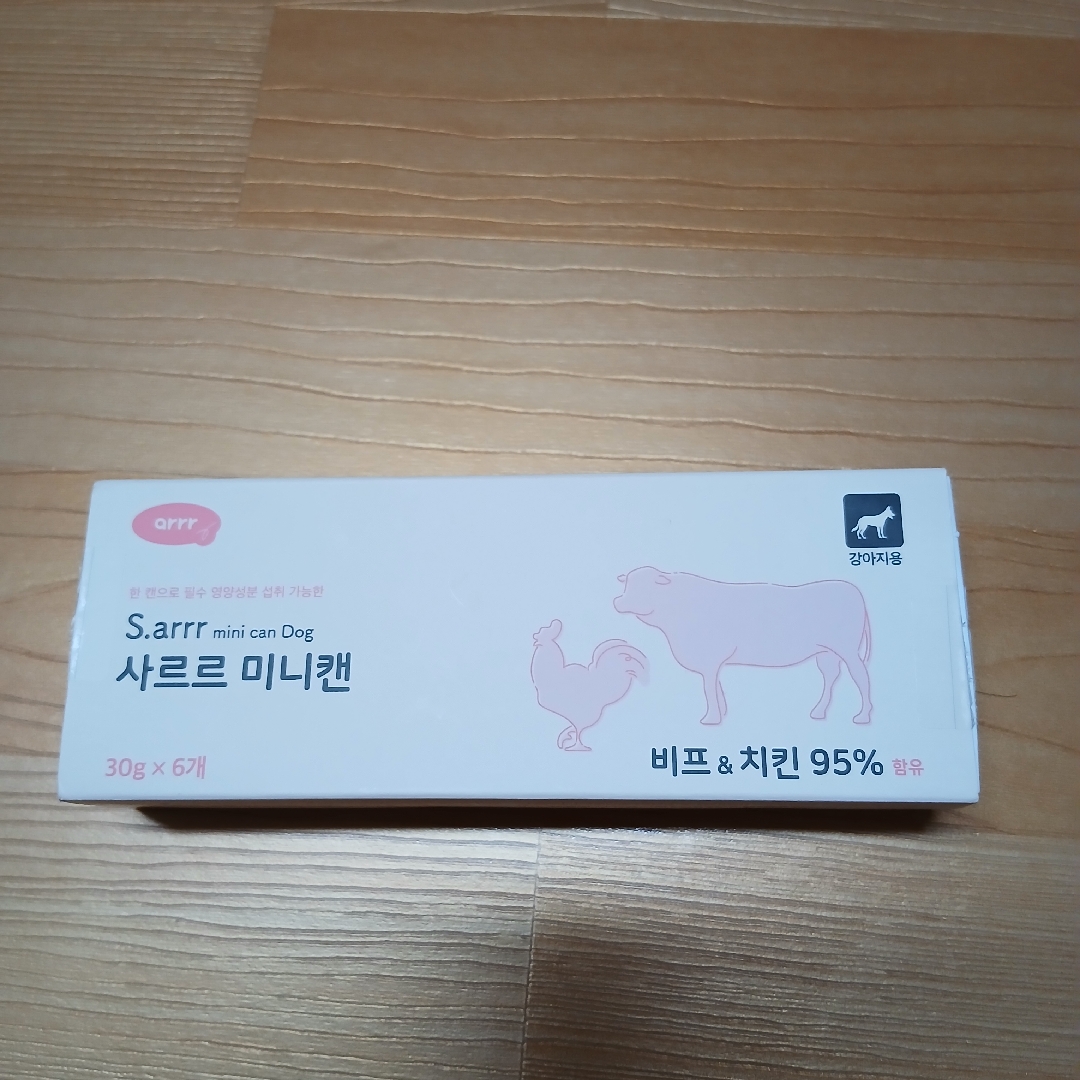 arrr
강아지용
한 캔으로 필수 영양성분 섭취 가능한
S.arrr mini can Dog
사르르 미니캔
30g × 6개
비프 & 치킨 95% 함유